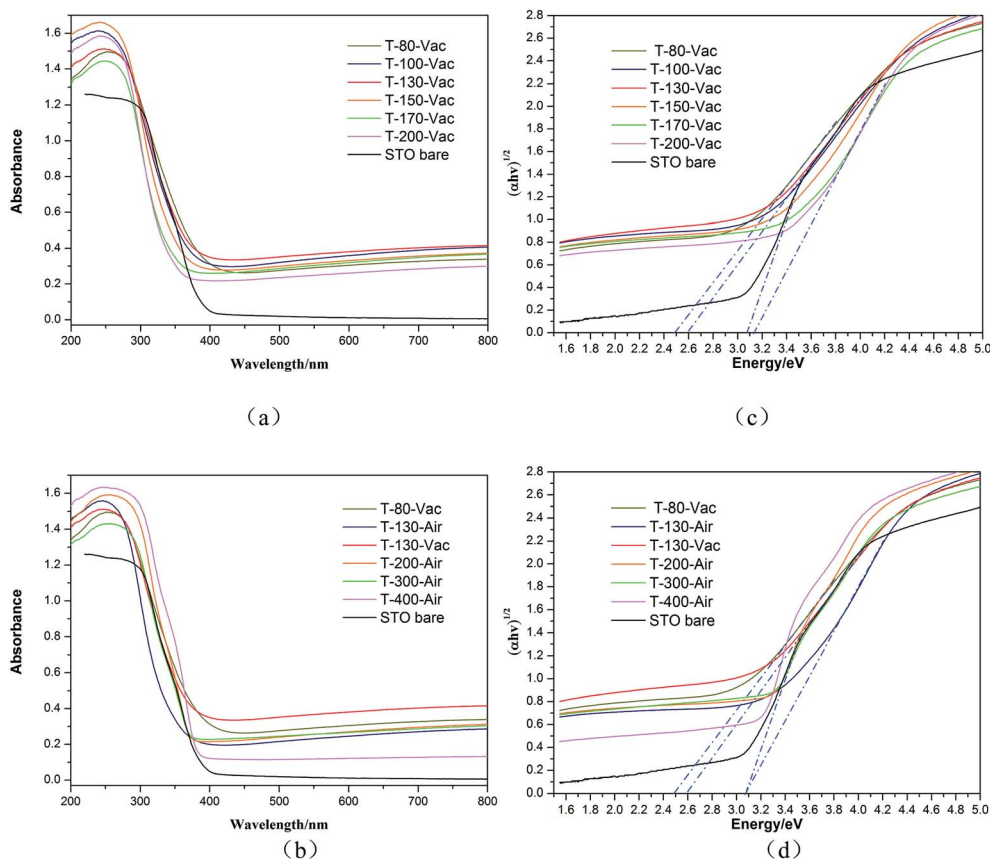 1.6
1.4
1.2
1.0
0.8
0.6
0.4
0.2
0.0
Absorbance
T-80-Vac
T-100-Vac
T-130-Vac
T-150-Vac
T-170-Vac
T-200-Vac
STO bare
200 300 400 500 600 700 800
Wavelength/nm
(a)
2.8
2.6
2.4
2.2
2.0
1.8
1.6
1.4
1.2
1.0
0.8
0.6
0.4
0.2
0.0
(αhv)1/2
T-80-Vac
T-100-Vac
T-130-Vac
T-150-Vac
T-170-Vac
T-200-Vac
STO bare
1.6 1.8 2.0 2.2 2.4 2.6 2.8 3.0 3.2 3.4 3.6 3.8 4.0 4.2 4.4 4.6 4.8 5.0
Energy/eV
(c)
1.6
1.4
1.2
1.0
0.8
0.6
0.4
0.2
0.0
Absorbance
T-80-Vac
T-130-Air
T-130-Vac
T-200-Air
T-300-Air
T-400-Air
STO bare
200 300 400 500 600 700 800
Wavelength/nm
(b)
2.8
2.6
2.4
2.2
2.0
1.8
1.6
1.4
1.2
1.0
0.8
0.6
0.4
0.2
0.0
(αhv)1/2
T-80-Vac
T-130-Air
T-130-Vac
T-200-Air
T-300-Air
T-400-Air
STO bare
1.6 1.8 2.0 2.2 2.4 2.6 2.8 3.0 3.2 3.4 3.6 3.8 4.0 4.2 4.4 4.6 4.8 5.0
Energy/eV
(d)